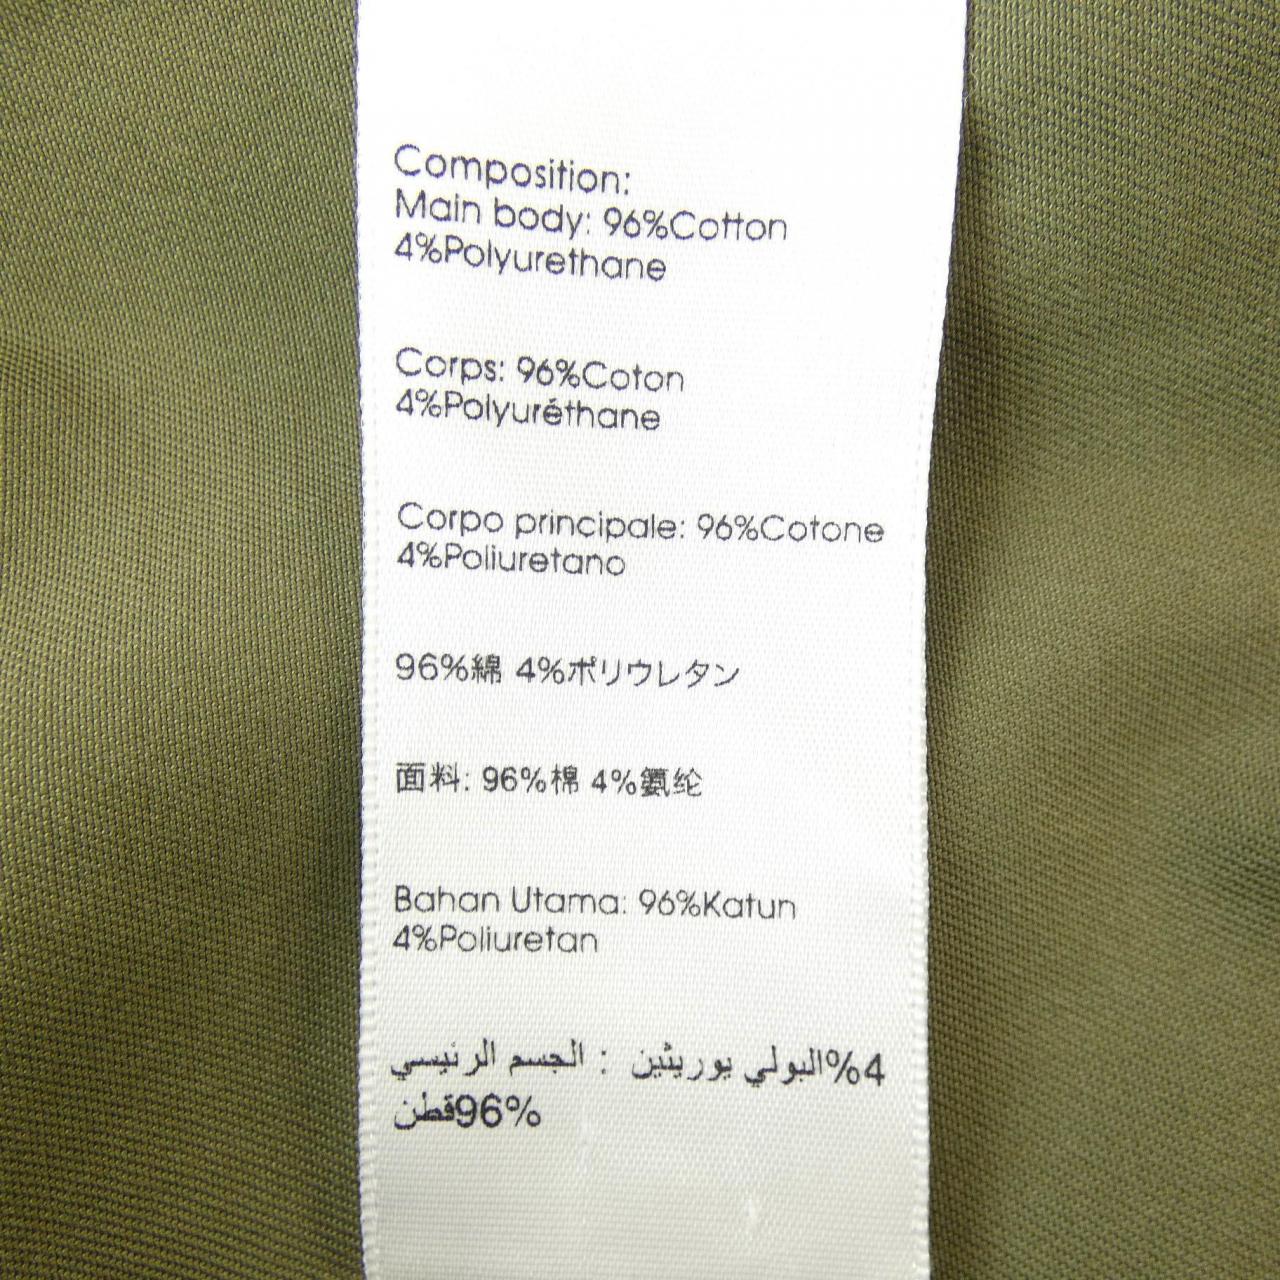 Composition:
Main body: 96%Cotton
4%Polyurethane
Corps: 96%Coton
4%Polyuréthane
Corpo principale: 96%Cotone
4%Poliuretano
96%綿 4%ポリウレタン
面料: 96%棉 4%氨纶
Bahan Utama: 96%Katun
4%Poliuretan
4%البولي يوريثين : الجسم الرئيسي
96%قطن